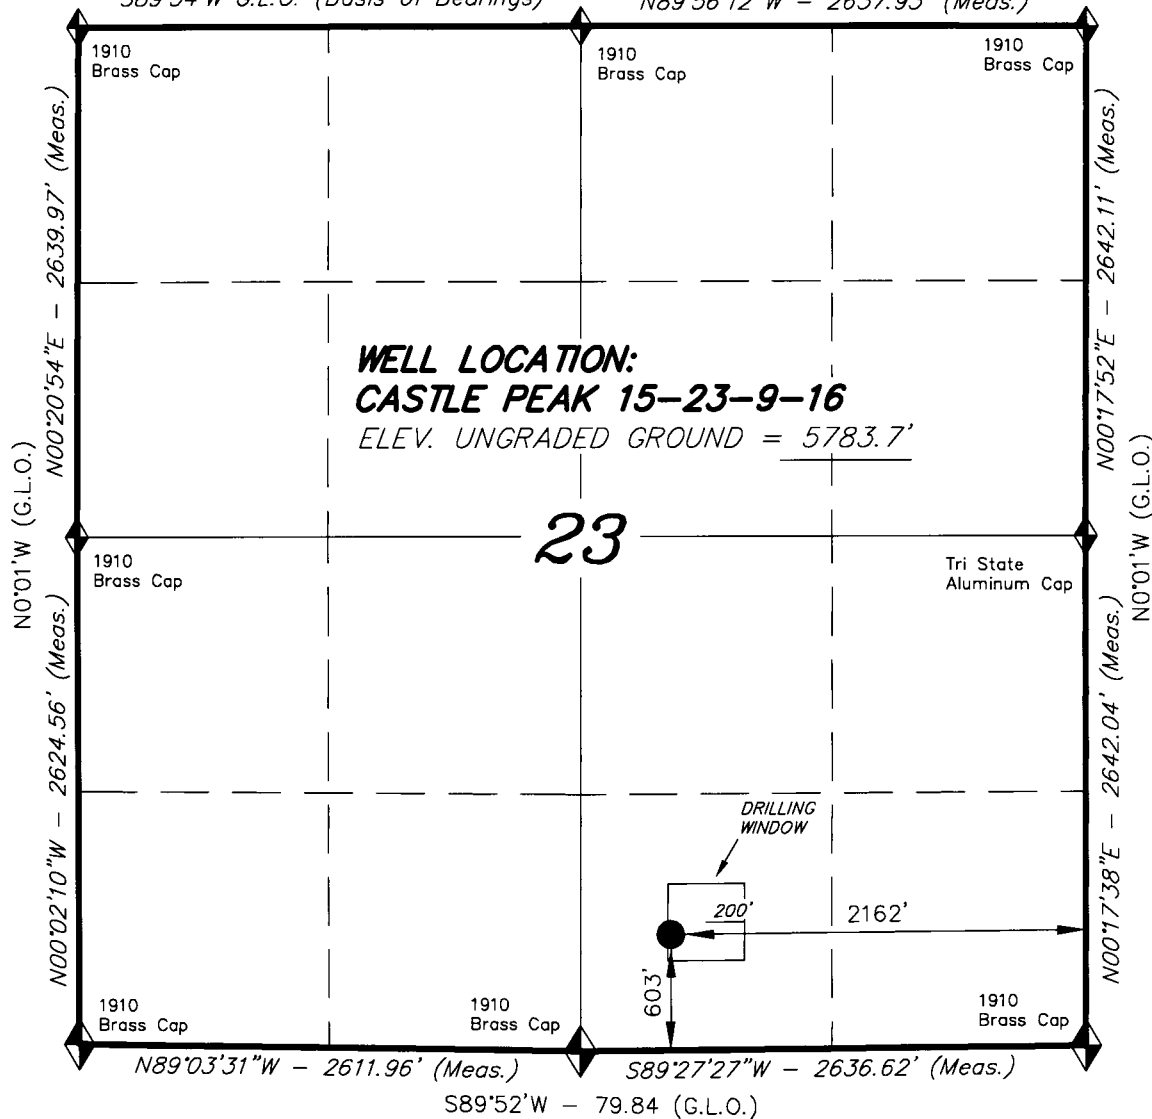 S89°54'W G.L.O. (Basis of Bearings)
N89°56'12"W – 2637.95' (Meas.)
1910
Brass Cap
1910
Brass Cap
1910
Brass Cap
N00°20'54"E – 2639.97' (Meas.)
N00°17'52"E – 2642.11' (Meas.)
WELL LOCATION:
CASTLE PEAK 15–23–9–16
ELEV. UNGRADED GROUND = 5783.7'
N0°01'W (G.L.O.)
N0°01'W (G.L.O.)
23
1910
Brass Cap
Tri State
Aluminum Cap
N00°02'10"W – 2624.56' (Meas.)
N00°17'38"E – 2642.04' (Meas.)
DRILLING
WINDOW
200'
2162'
603'
1910
Brass Cap
1910
Brass Cap
1910
Brass Cap
N89°03'31"W – 2611.96' (Meas.)
S89°27'27"W – 2636.62' (Meas.)
S89°52'W – 79.84 (G.L.O.)